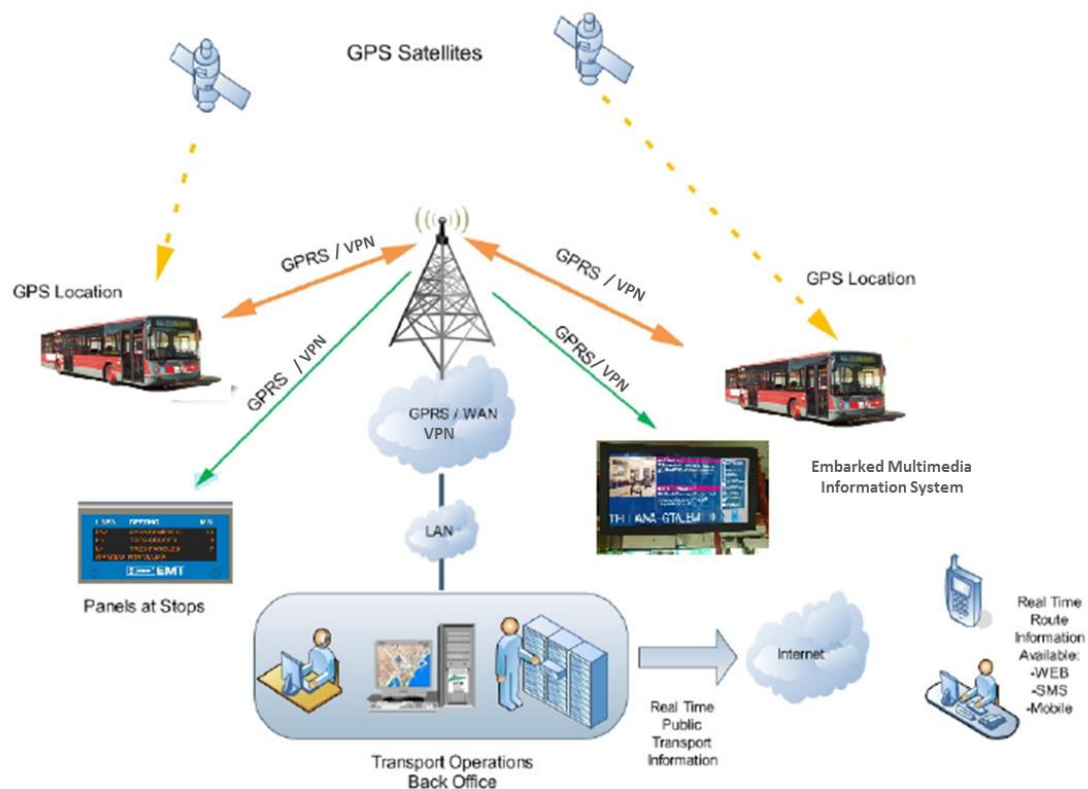 GPS Satellites
GPRS / VPN
GPRS / VPN
GPS Location
GPS Location
GPRS / VPN
GPRS/ VPN
GPRS / WAN
VPN
Embarked Multimedia
Information System
LAN
EMT
Panels at Stops
Real Time
Route
Information
Available:
-WEB
-SMS
-Mobile
Internet
Real Time
Public
Transport
Information
Transport Operations
Back Office